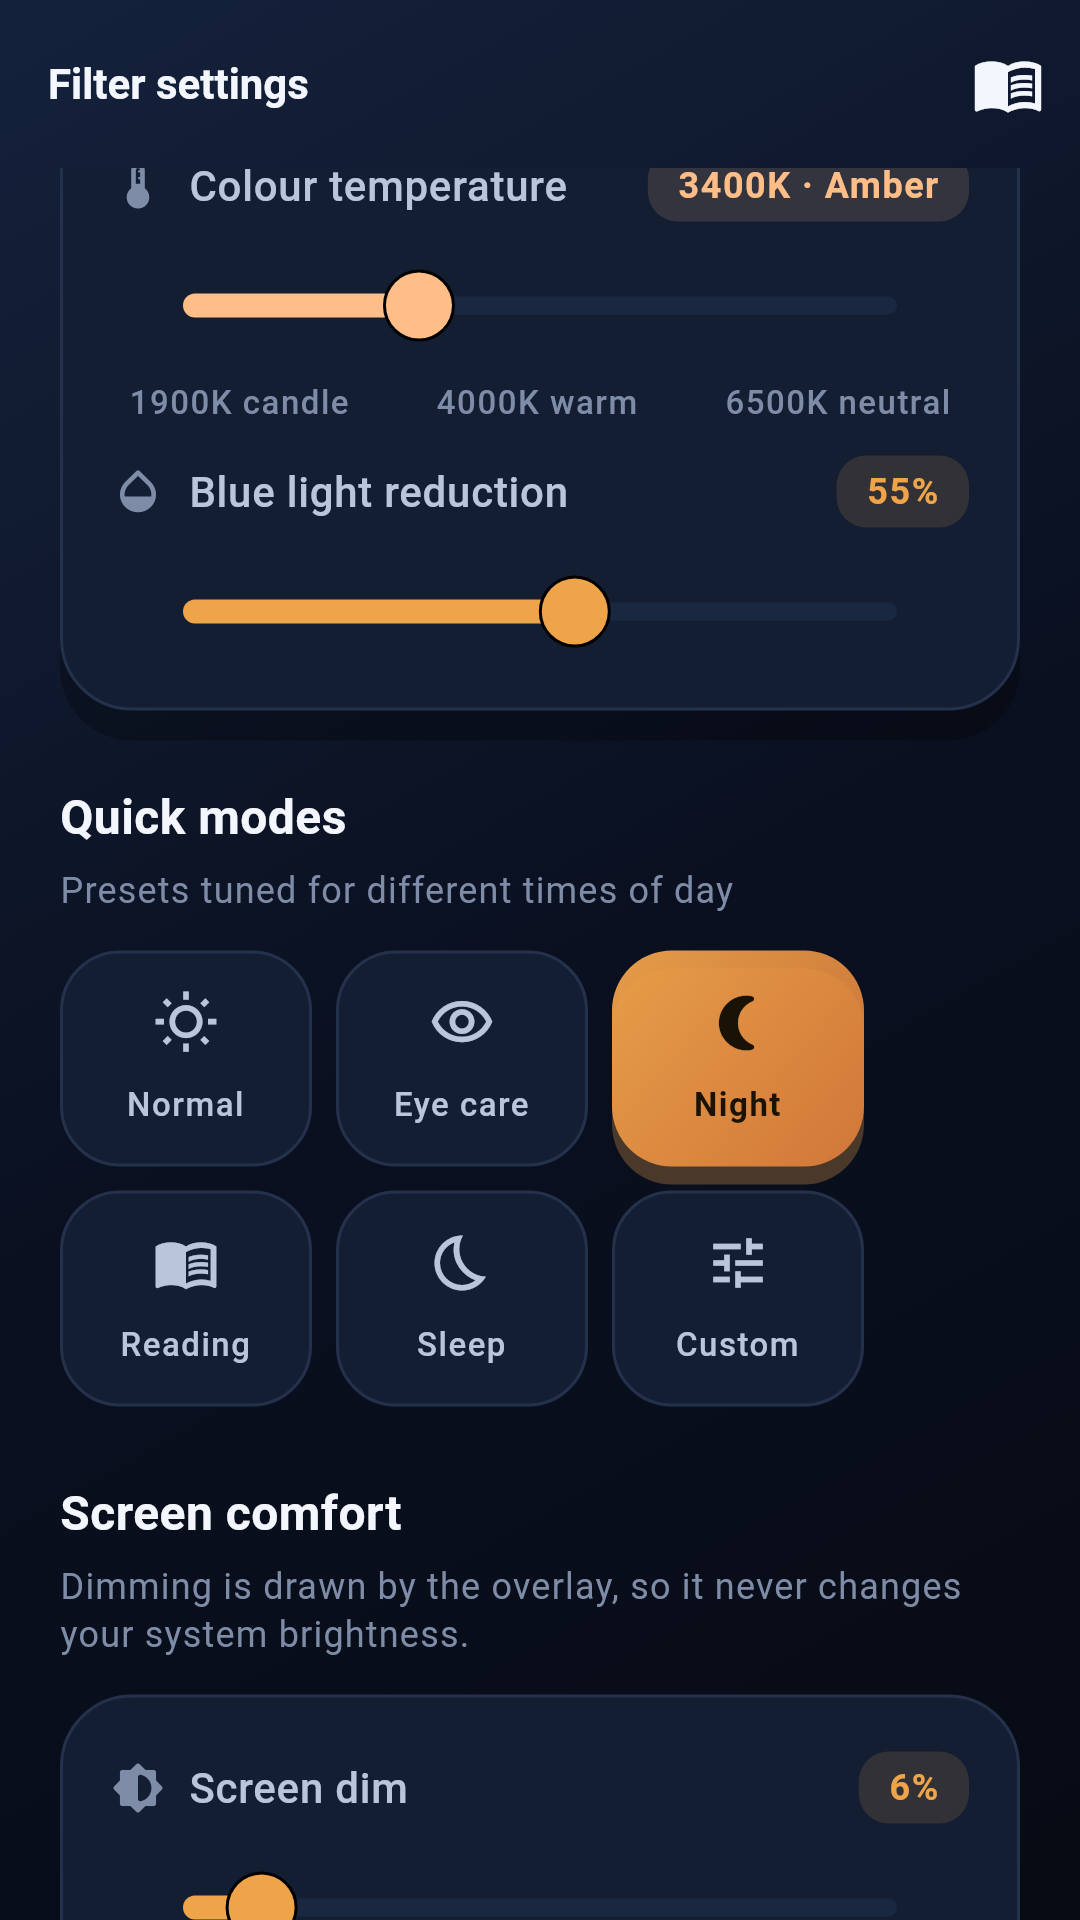 Filter settings
Colour temperature
3400K · Amber
1900K candle
4000K warm
6500K neutral
Blue light reduction
55%
Quick modes
Presets tuned for different times of day
Normal
Eye care
Night
Reading
Sleep
Custom
Screen comfort
Dimming is drawn by the overlay, so it never changes
your system brightness.
Screen dim
6%